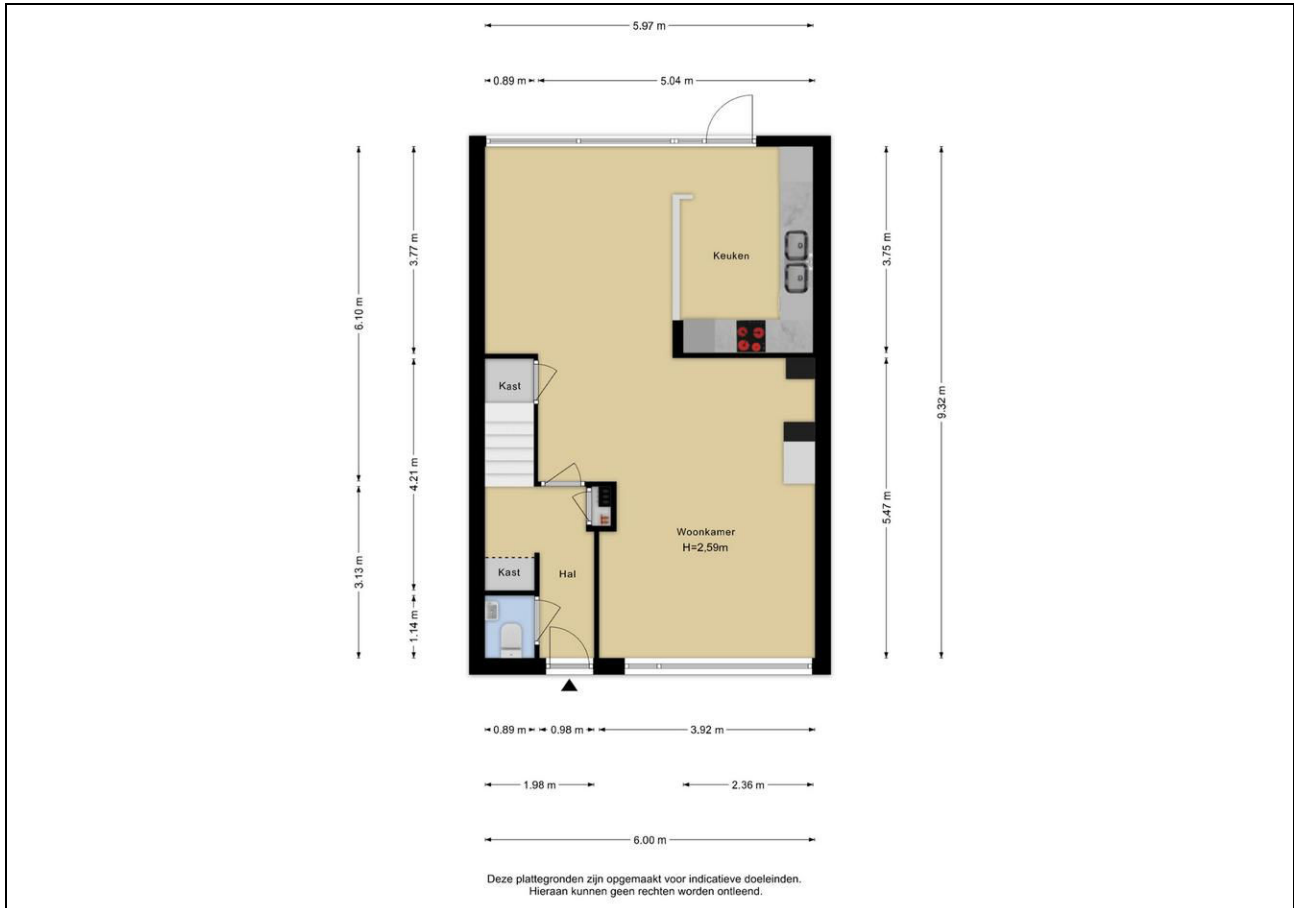 5.97 m
0.89 m
5.04 m
3.77 m
3.75 m
6.10 m
Keuken
Kast
4.21 m
9.32 m
5.47 m
Woonkamer
H=2,59m
3.13 m
Kast
Hal
1.14 m
0.89 m
0.98 m
3.92 m
1.98 m
2.36 m
6.00 m
Deze plattegronden zijn opgemaakt voor indicatieve doeleinden.
Hieraan kunnen geen rechten worden ontleend.